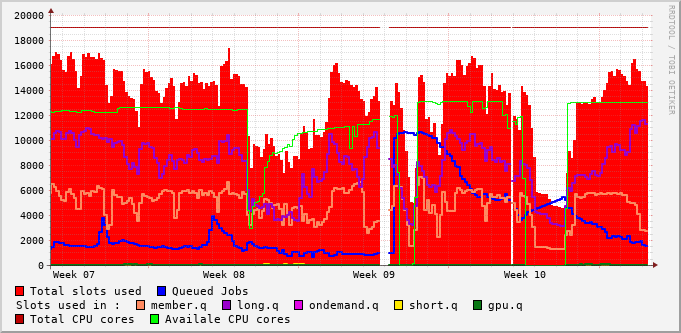 20000
18000
16000
14000
12000
10000
8000
6000
4000
2000
0
Week 07 Week 08 Week 09 Week 10
RRDTOOL / TOBI OETIKER
Total slots used Queued Jobs
Slots used in : member.q long.q ondemand.q short.q gpu.q
Total CPU cores Availale CPU cores